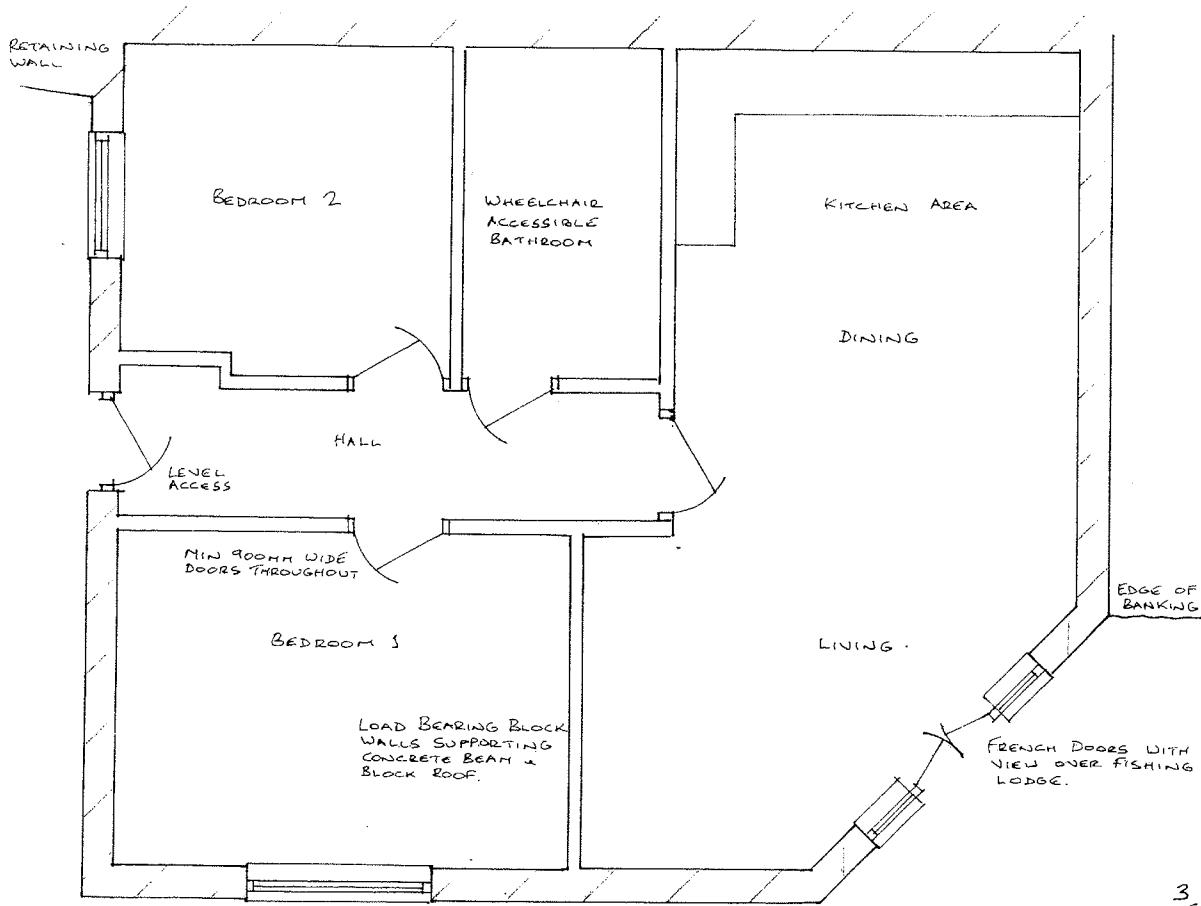 RETAINING
WALL
BEDROOM 2
WHEELCHAIR
ACCESSIBLE
BATHROOM
KITCHEN AREA
DINING
HALL
LEVEL
ACCESS
MIN 900MM WIDE
DOORS THROUGHOUT
EDGE OF
BANKING
BEDROOM 1
LIVING.
LOAD BEARING BLOCK
WALLS SUPPORTING
CONCRETE BEAM &
BLOCK ROOF.
FRENCH DOORS WITH
VIEW OVER FISHING
LODGE.
3